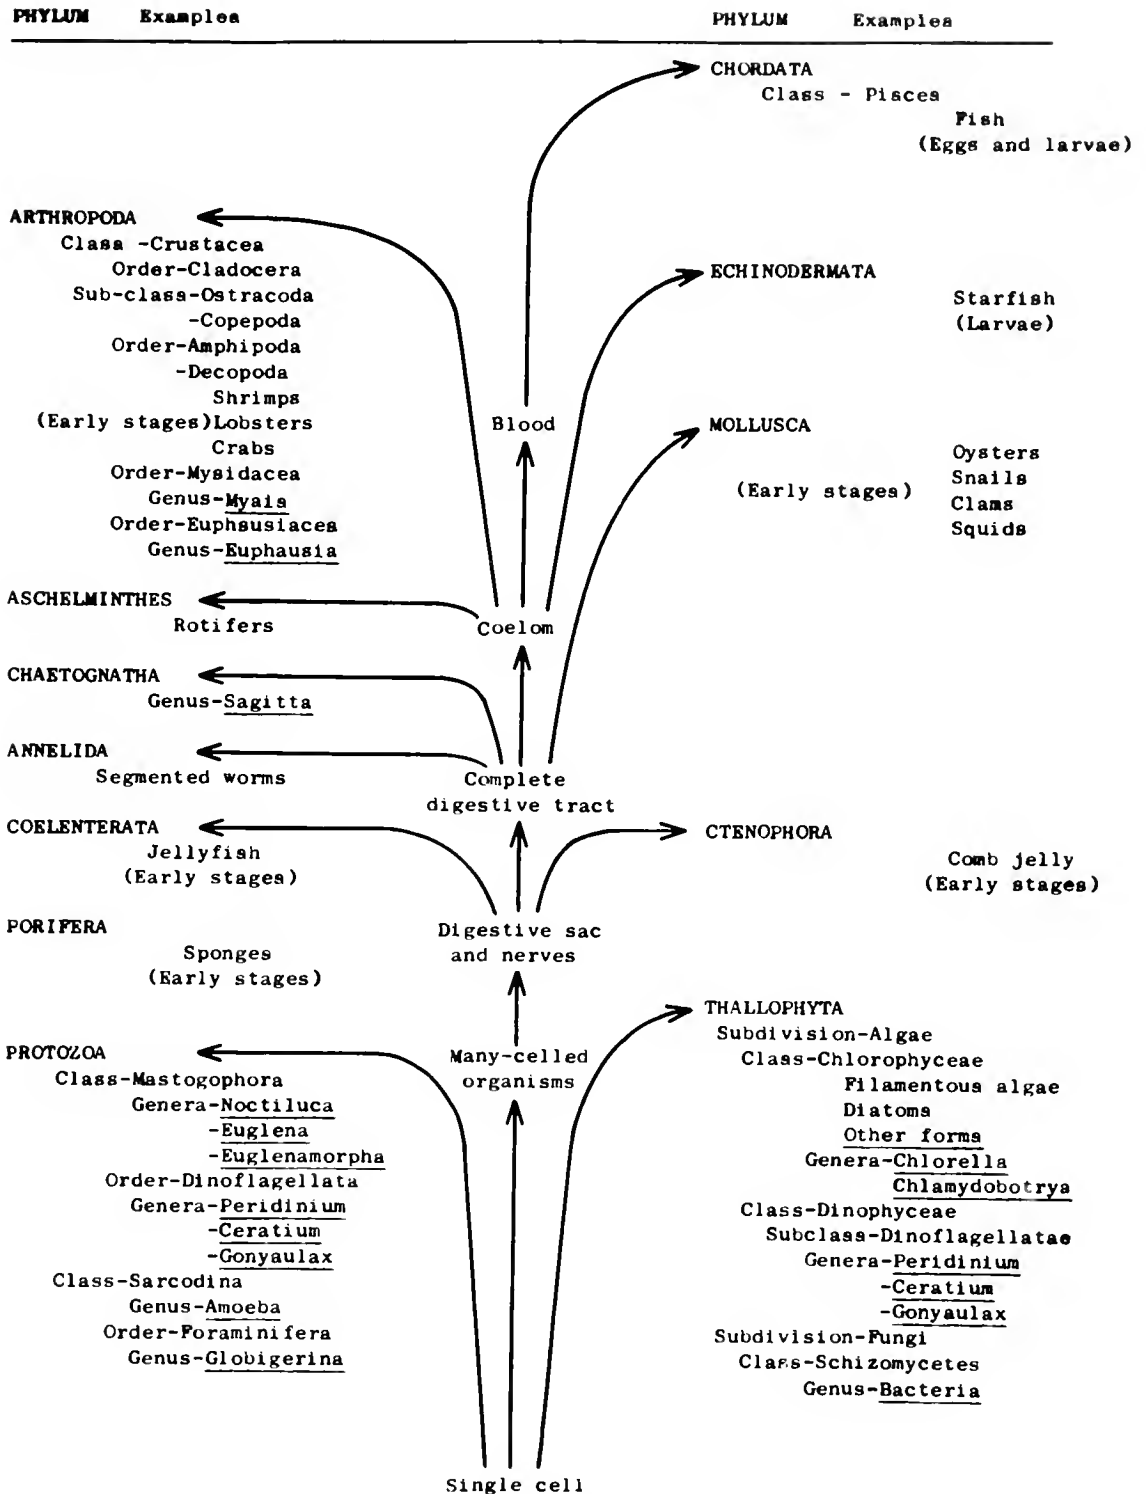 PHYLUM Examplea
PHYLUM Examplea
CHORDATA
Class - Piscea
Fish
(Eggs and larvae)
ARTHROPODA
Clasa -Crustacea
Order-Cladocera
Sub-class-Ostracoda
-Copepoda
Order-Amphipoda
-Decopoda
Shrimps
(Early stages)Lobsters
Crabs
Order-Mysidacea
Genus-Myais
Order-Euphsusiacea
Genus-Euphausia
ECHINODERMATA
Starfish
(Larvae)
Blood
MOLLUSCA
Oysters
Snails
(Early stages)
Clams
Squids
ASCHELMINTHES
Rotifers
Coelom
CHAETOGNATHA
Genus-Sagitta
ANNELIDA
Segmented worms
Complete
digestive tract
COELENTERATA
Jellyfish
(Early stages)
CTENOPHORA
Comb jelly
(Early stages)
PORIFERA
Sponges
(Early stages)
Digestive sac
and nerves
PROTOZOA
Class-Mastogophora
Genera-Noctiluca
-Euglena
-Euglenamorpha
Order-Dinoflagellata
Genera-Peridinium
-Ceratium
-Gonyaulax
Class-Sarcodina
Genus-Amoeba
Order-Foraminifera
Genus-Globigerina
Many-celled
organisms
THALLOPHYTA
Subdivision-Algae
Class-Chlorophyceae
Filamentous algae
Diatoms
Other forms
Genera-Chlorella
Chlamydobotrya
Class-Dinophyceae
Subclass-Dinoflagellatae
Genera-Peridinium
-Ceratium
-Gonyaulax
Subdivision-Fungi
Class-Schizomycetes
Genus-Bacteria
Single cell